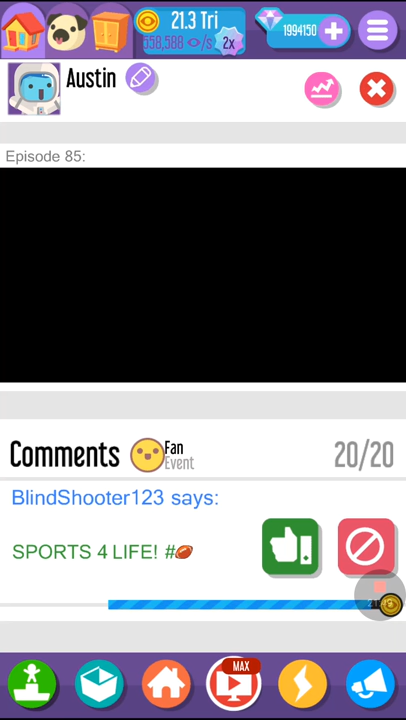 21.3 Tri
558,588 /s
2x
1994150
Austin
Episode 85:
Comments
Fan
Event
20/20
BlindShooter123 says:
SPORTS 4 LIFE! #🏈
MAX